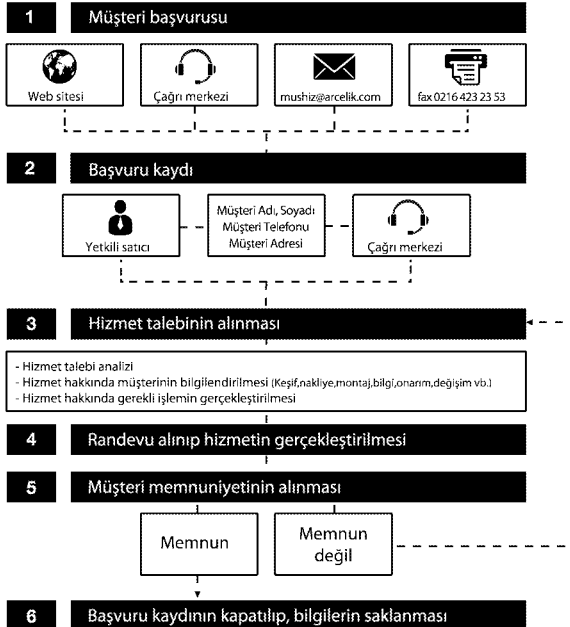 1 Müşteri başvurusu
Web sitesi
Çağrı merkezi
mushiz@arcelik.com
fax 0216 423 23 53
2 Başvuru kaydı
Yetkili satıcı
Müşteri Adı, Soyadı
Müşteri Telefonu
Müşteri Adresi
Çağrı merkezi
3 Hizmet talebinin alınması
- Hizmet talebi analizi
- Hizmet hakkında müşterinin bilgilendirilmesi (Keşif,nakliye,montaj,bilgi,onarım,değişim vb.)
- Hizmet hakkında gerekli işlemin gerçekleştirilmesi
4 Randevu alınıp hizmetin gerçekleştirilmesi
5 Müşteri memnuniyetinin alınması
Memnun
Memnun
değil
6 Başvuru kaydının kapatılıp, bilgilerin saklanması